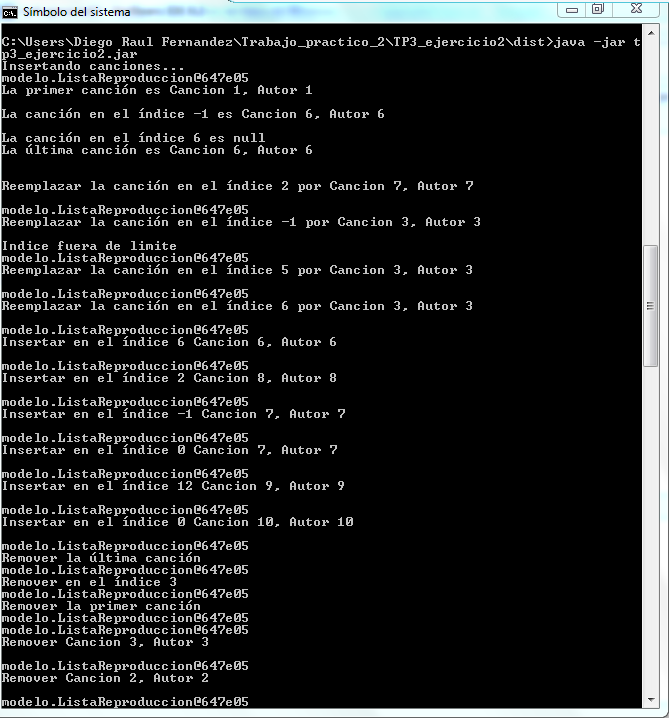 Símbolo del sistema
C:\Users\Diego Raul Fernandez\Trabajo_practico_2\TP3_ejercicio2\dist>java -jar t
p3_ejercicio2.jar
Insertando canciones...
modelo.ListaReproduccion@647e05
La primer canción es Cancion 1, Autor 1
La canción en el índice -1 es Cancion 6, Autor 6
La canción en el índice 6 es null
La última canción es Cancion 6, Autor 6
Reemplazar la canción en el índice 2 por Cancion 7, Autor 7
modelo.ListaReproduccion@647e05
Reemplazar la canción en el índice -1 por Cancion 3, Autor 3
Indice fuera de limite
modelo.ListaReproduccion@647e05
Reemplazar la canción en el índice 5 por Cancion 3, Autor 3
modelo.ListaReproduccion@647e05
Reemplazar la canción en el índice 6 por Cancion 3, Autor 3
modelo.ListaReproduccion@647e05
Insertar en el índice 6 Cancion 6, Autor 6
modelo.ListaReproduccion@647e05
Insertar en el índice 2 Cancion 8, Autor 8
modelo.ListaReproduccion@647e05
Insertar en el índice -1 Cancion 7, Autor 7
modelo.ListaReproduccion@647e05
Insertar en el índice 0 Cancion 7, Autor 7
modelo.ListaReproduccion@647e05
Insertar en el índice 12 Cancion 9, Autor 9
modelo.ListaReproduccion@647e05
Insertar en el índice 0 Cancion 10, Autor 10
modelo.ListaReproduccion@647e05
Remover la última canción
modelo.ListaReproduccion@647e05
Remover en el índice 3
modelo.ListaReproduccion@647e05
Remover la primer canción
modelo.ListaReproduccion@647e05
modelo.ListaReproduccion@647e05
Remover Cancion 3, Autor 3
modelo.ListaReproduccion@647e05
Remover Cancion 2, Autor 2
modelo.ListaReproduccion@647e05